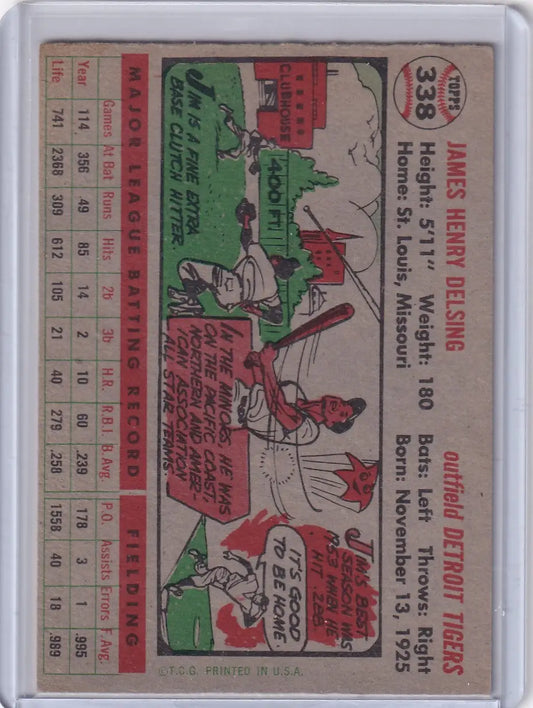 TOPPS
338
JAMES HENRY DELSING outfield DETROIT TIGERS
Height: 5'11" Weight: 180 Bats: Left Throws: Right
Home: St. Louis, Missouri Born: November 13, 1925
CLUBHOUSE
400 FT.
JIM IS A FINE EXTRA
BASE CLUTCH HITTER.
IN THE MINORS HE WAS
ON THE PACIFIC COAST,
NORTHERN AND AMERI-
CAN ASSOCIATION
ALL STAR TEAMS.
JIM'S BEST
SEASON WAS
1953 WHEN HE
HIT .288
IT'S GOOD
TO BE HOME.
MAJOR LEAGUE BATTING RECORD FIELDING
Games At Bat Runs Hits 2b 3b H.R. R.B.I. B.Avg. P.O. Assists Errors F. Avg.
Year 114 356 49 85 14 2 10 60 .239 178 3 1 .995
Life 741 2368 309 612 105 21 40 279 .258 1558 40 18 .989
©T.C.G. PRINTED IN U.S.A.